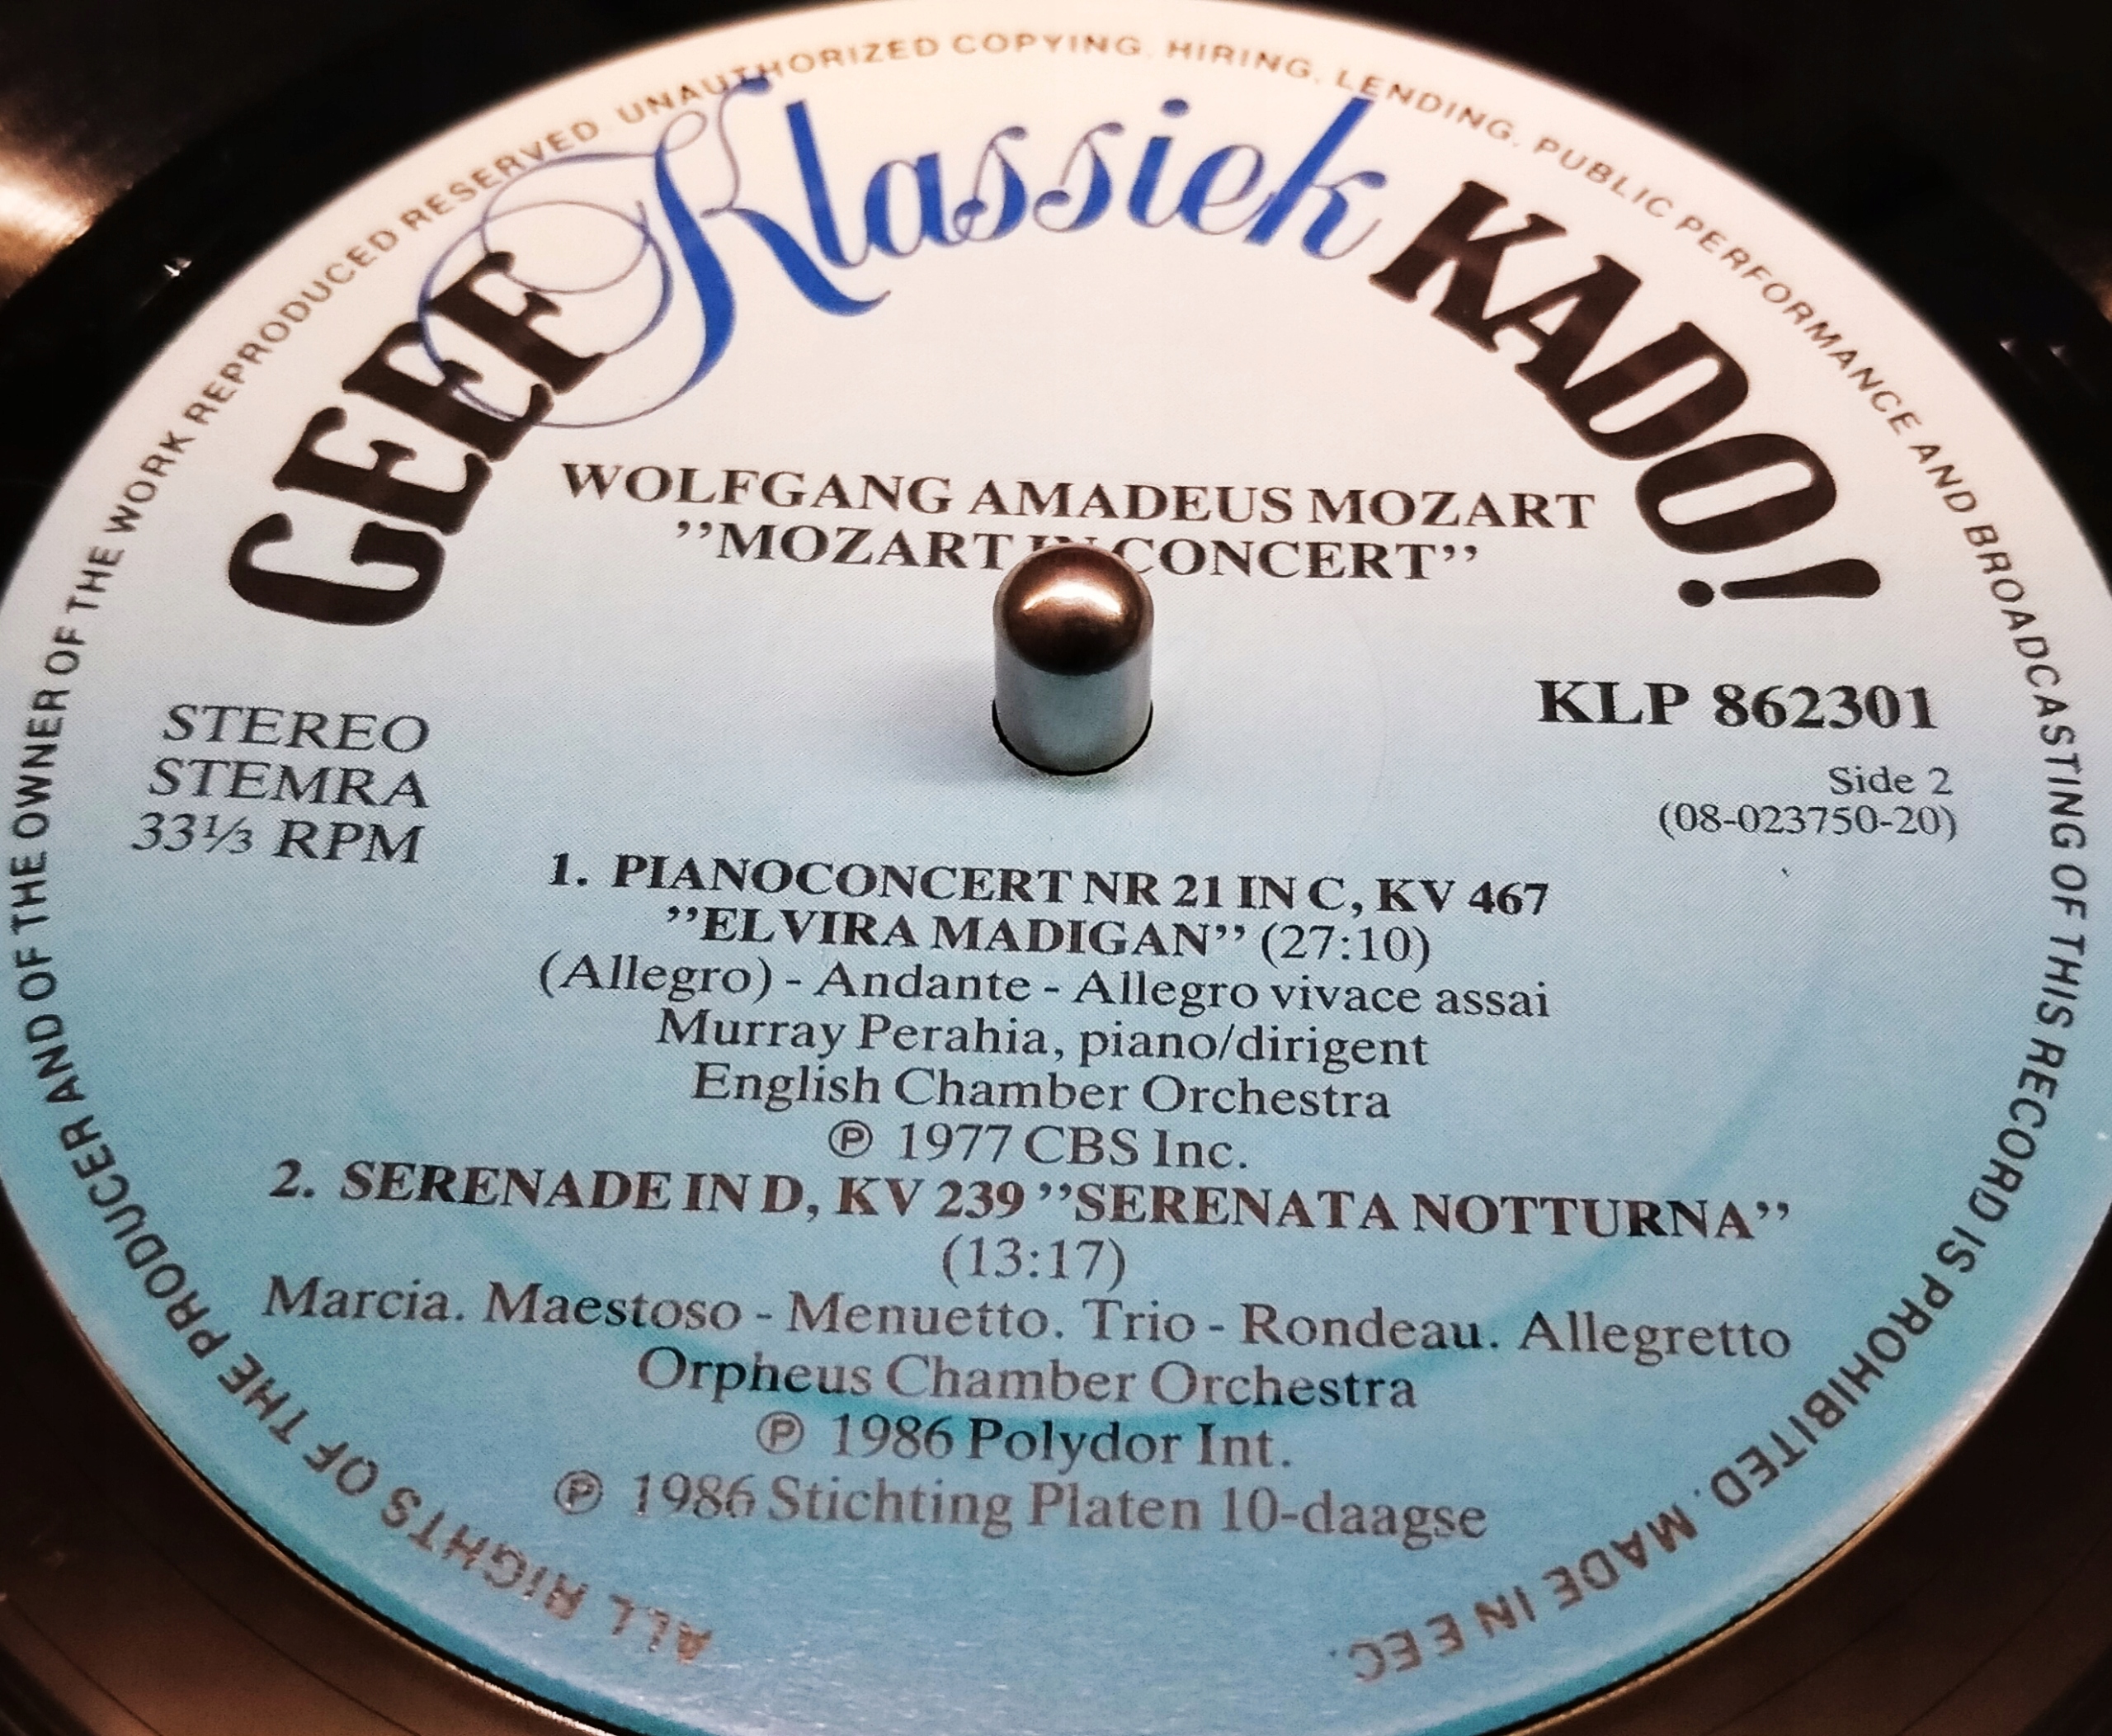 ALL RIGHTS OF THE PRODUCER AND OF THE OWNER OF THE WORK REPRODUCED RESERVED. UNAUTHORIZED COPYING, HIRING, LENDING, PUBLIC PERFORMANCE AND BROADCASTING OF THIS RECORD IS PROHIBITED. MADE IN EEC.
GEEF Klassiek KADO!
WOLFGANG AMADEUS MOZART
”MOZART IN CONCERT”
STEREO
STEMRA
33⅓ RPM
KLP 862301
Side 2
(08-023750-20)
1. PIANOCONCERT NR 21 IN C, KV 467
”ELVIRA MADIGAN” (27:10)
(Allegro) - Andante - Allegro vivace assai
Murray Perahia, piano/dirigent
English Chamber Orchestra
℗ 1977 CBS Inc.
2. SERENADE IN D, KV 239 ”SERENATA NOTTURNA”
(13:17)
Marcia. Maestoso - Menuetto. Trio - Rondeau. Allegretto
Orpheus Chamber Orchestra
℗ 1986 Polydor Int.
℗ 1986 Stichting Platen 10-daagse